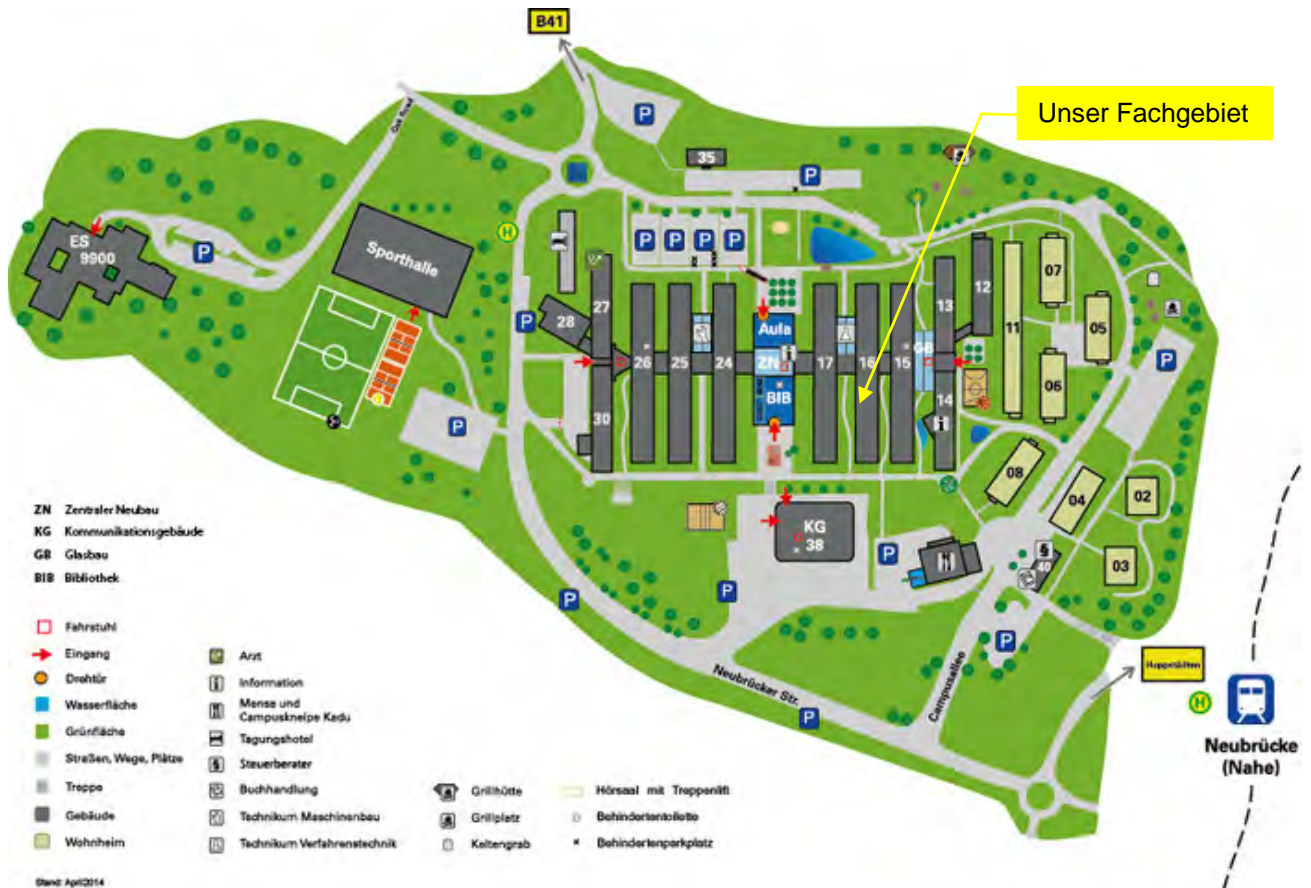 B41
Unser Fachgebiet
Oak Road
P
35
P
H
ES
9900
P
Sporthalle
P
P
P
P
07
12
13
11
05
27
28
P
26
25
24
Aula
ZN
i
BIB
17
16
15
GB
P
06
30
14
i
P
08
04
02
KG
38
P
§
40
03
P
P
P
Neubrücker Str.
P
Campusallee
Hoppstädten
H
Neubrücke
(Nahe)
ZN Zentraler Neubau
KG Kommunikationsgebäude
GB Glasbau
BIB Bibliothek
Fahrstuhl
Eingang
Drehtür
Wasserfläche
Grünfläche
Straßen, Wege, Plätze
Treppe
Gebäude
Wohnheim
Arzt
i Information
Mensa und
Campuskneipe Kadu
Tagungshotel
§ Steuerberater
Buchhandlung
Technikum Maschinenbau
Technikum Verfahrenstechnik
Grillhütte
Grillplatz
Keltengrab
Hörsaal mit Treppenlift
Behindertentoilette
Behindertenparkplatz
Stand: April 2014